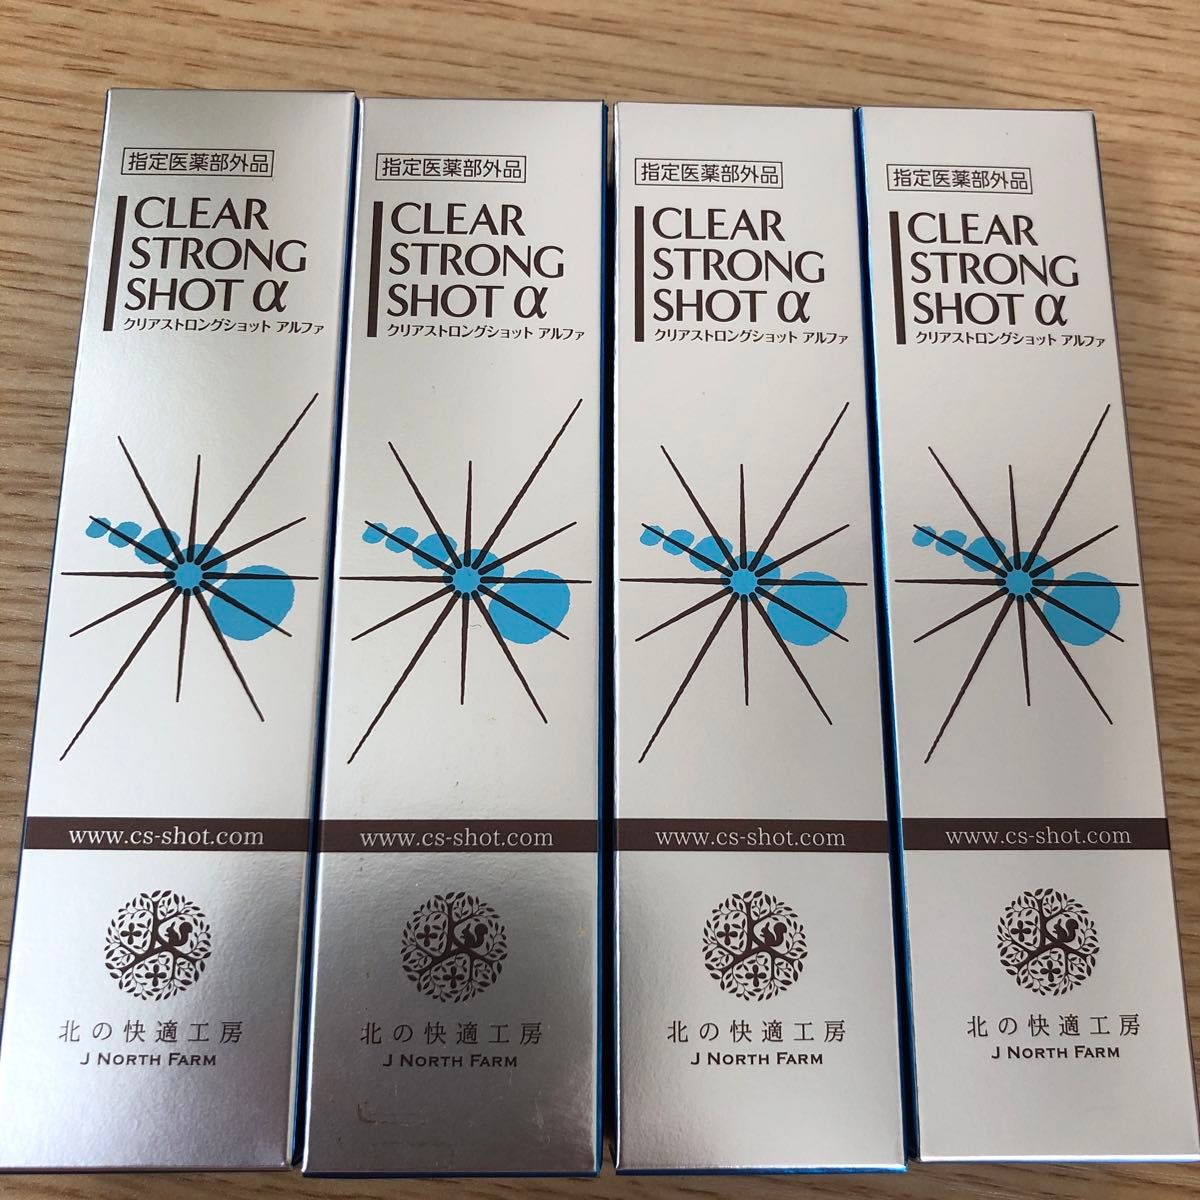 指定医薬部外品
CLEAR
STRONG
SHOT α
クリアストロングショット アルファ
www.cs-shot.com
北の快適工房
J NORTH FARM
指定医薬部外品
CLEAR
STRONG
SHOT α
クリアストロングショット アルファ
www.cs-shot.com
北の快適工房
J NORTH FARM
指定医薬部外品
CLEAR
STRONG
SHOT α
クリアストロングショット アルファ
www.cs-shot.com
北の快適工房
J NORTH FARM
指定医薬部外品
CLEAR
STRONG
SHOT α
クリアストロングショット アルファ
www.cs-shot.com
北の快適工房
J NORTH FARM